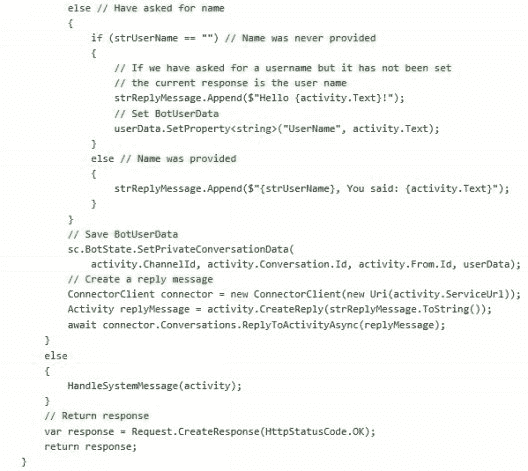 else // Have asked for name
{
if (strUserName == "") // Name was never provided
{
// If we have asked for a username but it has not been set
// the current response is the user name
strReplyMessage.Append($"Hello {activity.Text}!");
// Set BotUserData
userData.SetProperty<string>("UserName", activity.Text);
}
else // Name was provided
{
strReplyMessage.Append($"{strUserName}, You said: {activity.Text}");
}
}
// Save BotUserData
sc.BotState.SetPrivateConversationData(
activity.ChannelId, activity.Conversation.Id, activity.From.Id, userData);
// Create a reply message
ConnectorClient connector = new ConnectorClient(new Uri(activity.ServiceUrl));
Activity replyMessage = activity.CreateReply(strReplyMessage.ToString());
await connector.Conversations.ReplyToActivityAsync(replyMessage);
}
else
{
HandleSystemMessage(activity);
}
// Return response
var response = Request.CreateResponse(HttpStatusCode.OK);
return response;
}